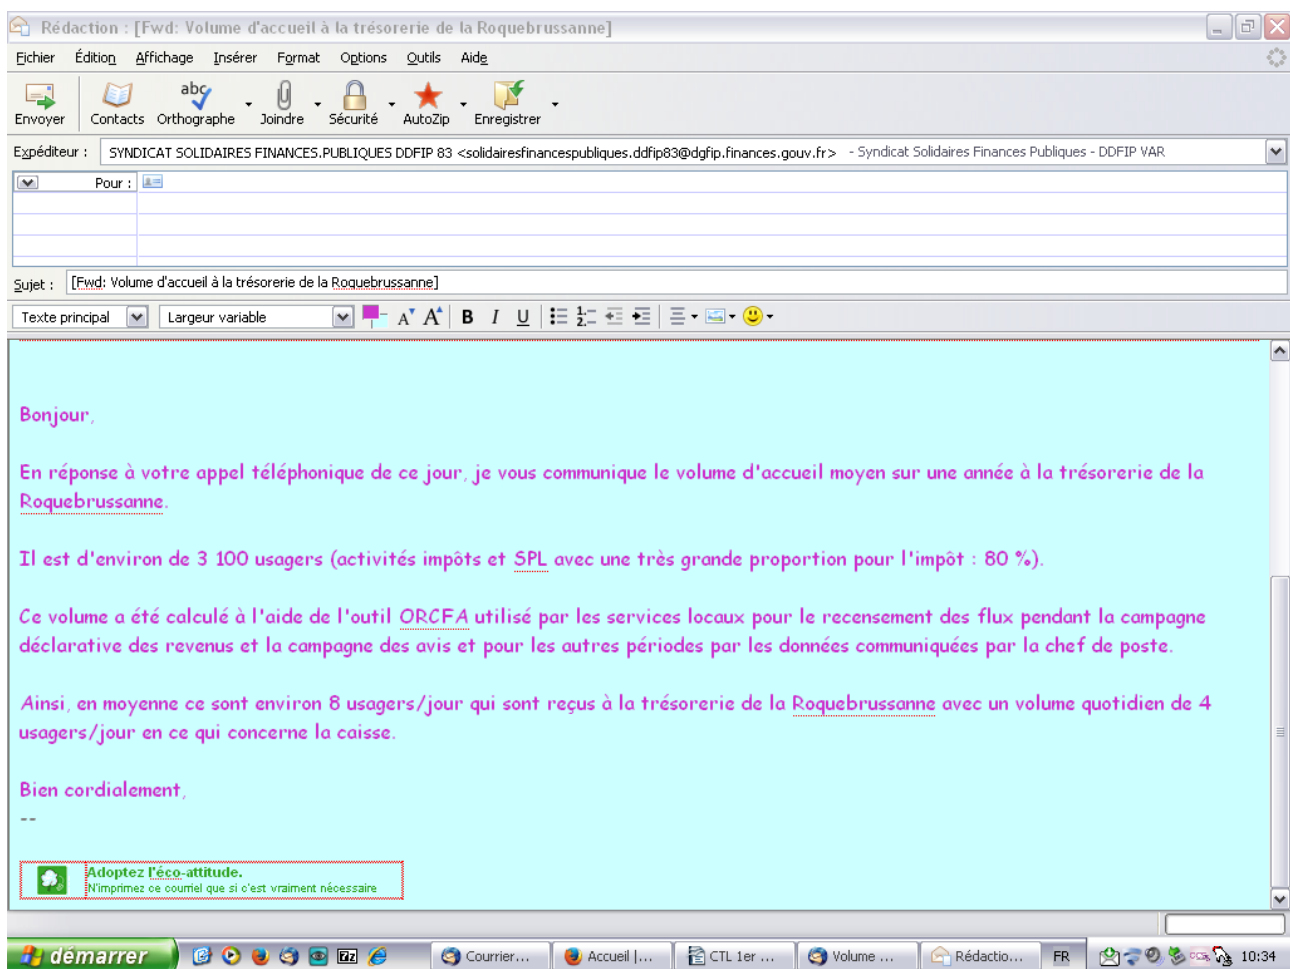 Rédaction : [Fwd: Volume d'accueil à la trésorerie de la Roquebrussanne]
Fichier Édition Affichage Insérer Format Options Outils Aide
Envoyer Contacts Orthographe Joindre Sécurité AutoZip Enregistrer
Expéditeur : SYNDICAT SOLIDAIRES FINANCES.PUBLIQUES DDFIP 83 <solidairesfinancespubliques.ddfip83@dgfip.finances.gouv.fr> - Syndicat Solidaires Finances Publiques - DDFIP VAR
Pour :
Sujet : [Fwd: Volume d'accueil à la trésorerie de la Roquebrussanne]
Texte principal Largeur variable
Bonjour,
En réponse à votre appel téléphonique de ce jour, je vous communique le volume d'accueil moyen sur une année à la trésorerie de la
Roquebrussanne.
Il est d'environ de 3 100 usagers (activités impôts et SPL avec une très grande proportion pour l'impôt : 80 %).
Ce volume a été calculé à l'aide de l'outil ORCFA utilisé par les services locaux pour le recensement des flux pendant la campagne
déclarative des revenus et la campagne des avis et pour les autres périodes par les données communiquées par la chef de poste.
Ainsi, en moyenne ce sont environ 8 usagers/jour qui sont reçus à la trésorerie de la Roquebrussanne avec un volume quotidien de 4
usagers/jour en ce qui concerne la caisse.
Bien cordialement,
--
Adoptez l'éco-attitude.
N'imprimez ce courriel que si c'est vraiment nécessaire
démarrer Courrier... Accueil |... CTL 1er ... Volume ... Rédactio... FR 10:34